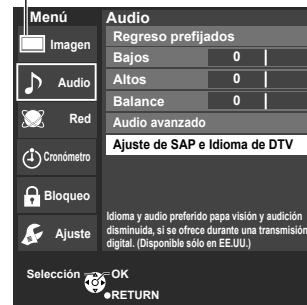 Menú
Imagen
Audio
Red
Cronómetro
Bloqueo
Ajuste
Audio
Regreso prefijados
Bajos 0
Altos 0
Balance 0
Audio avanzado
Ajuste de SAP e Idioma de DTV
Idioma y audio preferido papa visión y audición
disminuida, si se ofrece durante una transmisión
digital. (Disponible sólo en EE.UU.)
Selección
OK
RETURN